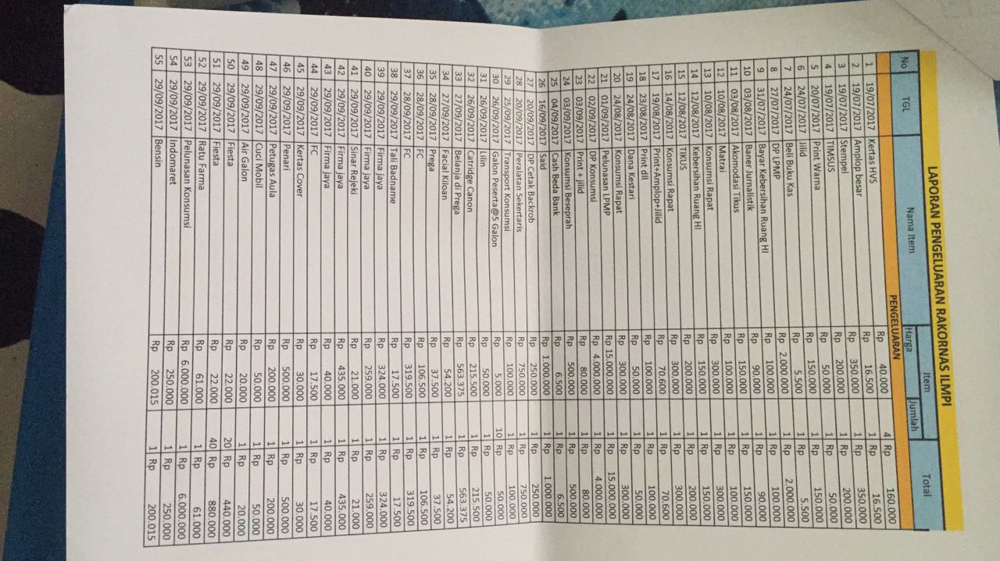 LAPORAN PENGELUARAN RAKORNAS ILMPI
No TGL Nama Item Item Total
Harga Jumlah
PENGELUARAN
1 19/07/2017 Kertas HVS Rp 40.000 4 Rp 160.000
2 19/07/2017 Amplop besar Rp 16.500 1 Rp 16.500
3 19/07/2017 Stempel Rp 350.000 1 Rp 350.000
4 19/07/2017 TIMSUS Rp 200.000 1 Rp 200.000
5 20/07/2017 Print Warna Rp 50.000 1 Rp 50.000
6 24/07/2017 Jilid Rp 150.000 1 Rp 150.000
7 24/07/2017 Beli Buku Kas Rp 5.500 1 Rp 5.500
8 27/07/2017 DP LPMP Rp 2.000.000 1 Rp 2.000.000
9 31/07/2017 Bayar Kebersihan Ruang HI Rp 100.000 1 Rp 100.000
10 03/08/2017 Baner Jurnalistik Rp 90.000 1 Rp 90.000
11 03/08/2017 Akomodasi Tikus Rp 150.000 1 Rp 150.000
12 10/08/2017 Matrai Rp 100.000 1 Rp 100.000
13 10/08/2017 Konsumsi Rapat Rp 300.000 1 Rp 300.000
14 12/08/2017 Kebersihan Ruang HI Rp 150.000 1 Rp 150.000
15 12/08/2017 TIKUS Rp 200.000 1 Rp 200.000
16 14/08/2017 Konsumsi Rapat Rp 300.000 1 Rp 300.000
17 19/08/2017 Print+Amplop+Jilid Rp 70.600 1 Rp 70.600
18 23/08/2017 Print dll Rp 100.000 1 Rp 100.000
19 24/08/2017 Dana Kestari Rp 50.000 1 Rp 50.000
20 24/08/2017 Konsumsi Rapat Rp 300.000 1 Rp 300.000
21 01/09/2017 Pelunasan LPMP Rp 15.000.000 1 Rp 15.000.000
22 02/09/2017 DP Konsumsi Rp 4.000.000 1 Rp 4.000.000
23 03/09/2017 Print + jilid Rp 80.000 1 Rp 80.000
24 03/09/2017 Konsumsi Beseprah Rp 500.000 1 Rp 500.000
25 04/09/2017 Cash Beda Bank Rp 6.500 1 Rp 6.500
26 16/09/2017 Said Rp 1.000.000 1 Rp 1.000.000
27 20/09/2017 DP Cetak Backrob Rp 250.000 1 Rp 250.000
28 20/09/2017 Peralatan Sekertaris Rp 750.000 1 Rp 750.000
29 25/09/2017 Transport Konsumsi Rp 100.000 1 Rp 100.000
30 26/09/2017 Galon Peserta@5 Galon Rp 5.000 10 Rp 50.000
31 26/09/2017 Lilin Rp 50.000 1 Rp 50.000
32 26/09/2017 Catridge Canon Rp 215.500 1 Rp 215.500
33 27/09/2017 Belanja di Prega Rp 563.375 1 Rp 563.375
34 27/09/2017 Facial Kiloan Rp 54.200 1 Rp 54.200
35 28/09/2017 Prega Rp 37.500 1 Rp 37.500
36 28/09/2017 FC Rp 106.500 1 Rp 106.500
37 28/09/2017 FC Rp 319.500 1 Rp 319.500
38 29/09/2017 Tali Badname Rp 17.500 1 Rp 17.500
39 29/09/2017 Firma jaya Rp 324.000 1 Rp 324.000
40 29/09/2017 Firma jaya Rp 259.000 1 Rp 259.000
41 29/09/2017 Sinar Rejeki Rp 21.000 1 Rp 21.000
42 29/09/2017 Firma jaya Rp 435.000 1 Rp 435.000
43 29/09/2017 Firma jaya Rp 40.000 1 Rp 40.000
44 29/09/2017 FC Rp 17.500 1 Rp 17.500
45 29/09/2017 Kertas Cover Rp 30.000 1 Rp 30.000
46 29/09/2017 Penari Rp 500.000 1 Rp 500.000
47 29/09/2017 Petugas Aula Rp 200.000 1 Rp 200.000
48 29/09/2017 Cuci Mobil Rp 50.000 1 Rp 50.000
49 29/09/2017 Air Galon Rp 20.000 1 Rp 20.000
50 29/09/2017 Fiesta Rp 22.000 20 Rp 440.000
51 29/09/2017 Fiesta Rp 22.000 40 Rp 880.000
52 29/09/2017 Ratu Farma Rp 61.000 1 Rp 61.000
53 29/09/2017 Pelunasan Konsumsi Rp 6.000.000 1 Rp 6.000.000
54 29/09/2017 Indomaret Rp 250.000 1 Rp 250.000
55 29/09/2017 Bensin Rp 200.015 1 Rp 200.015